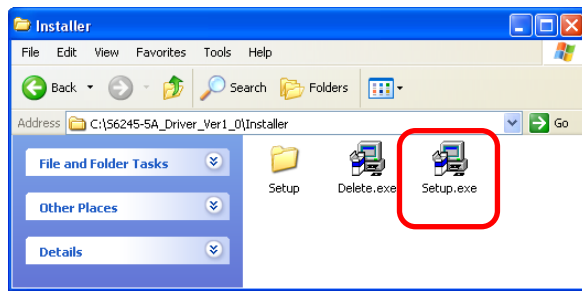 Installer
File Edit View Favorites Tools Help
Back Search Folders
Address C:\S6245-5A_Driver_Ver1_0\Installer Go
File and Folder Tasks
Other Places
Details
Setup Delete.exe Setup.exe